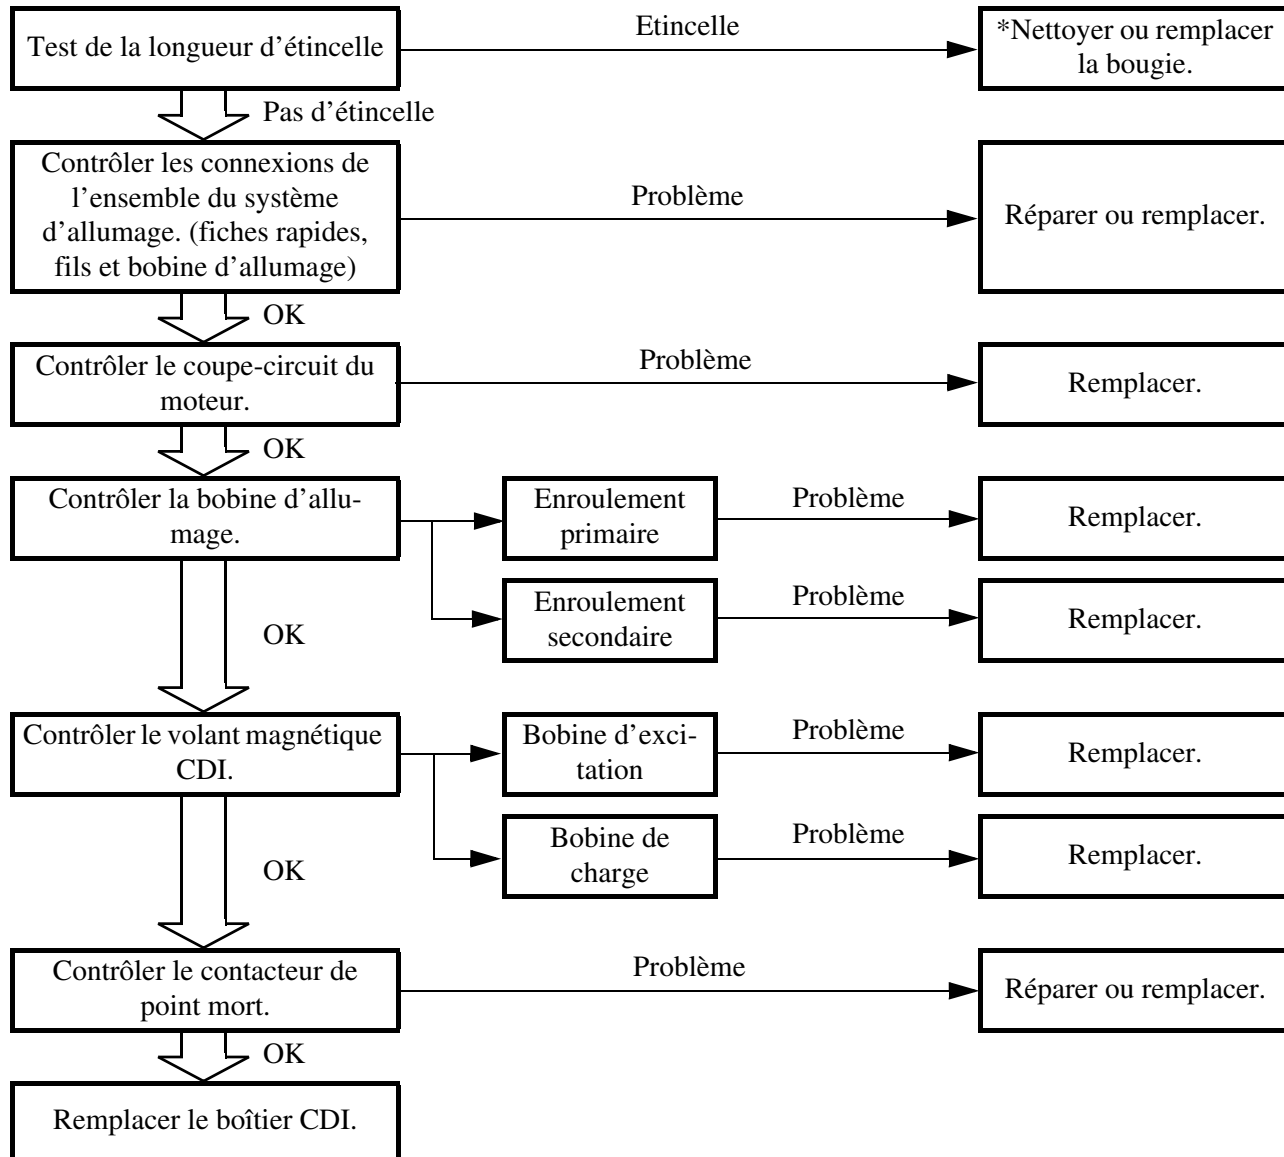 Test de la longueur d’étincelle
Etincelle
*Nettoyer ou remplacer
la bougie.
Pas d’étincelle
Contrôler les connexions de
l’ensemble du système
d’allumage. (fiches rapides,
fils et bobine d’allumage)
Problème
Réparer ou remplacer.
OK
Contrôler le coupe-circuit du
moteur.
Problème
Remplacer.
OK
Contrôler la bobine d’allu-
mage.
Enroulement
primaire
Problème
Remplacer.
Enroulement
secondaire
Problème
Remplacer.
OK
Contrôler le volant magnétique
CDI.
Bobine d’exci-
tation
Problème
Remplacer.
Bobine de
charge
Problème
Remplacer.
OK
Contrôler le contacteur de
point mort.
Problème
Réparer ou remplacer.
OK
Remplacer le boîtier CDI.